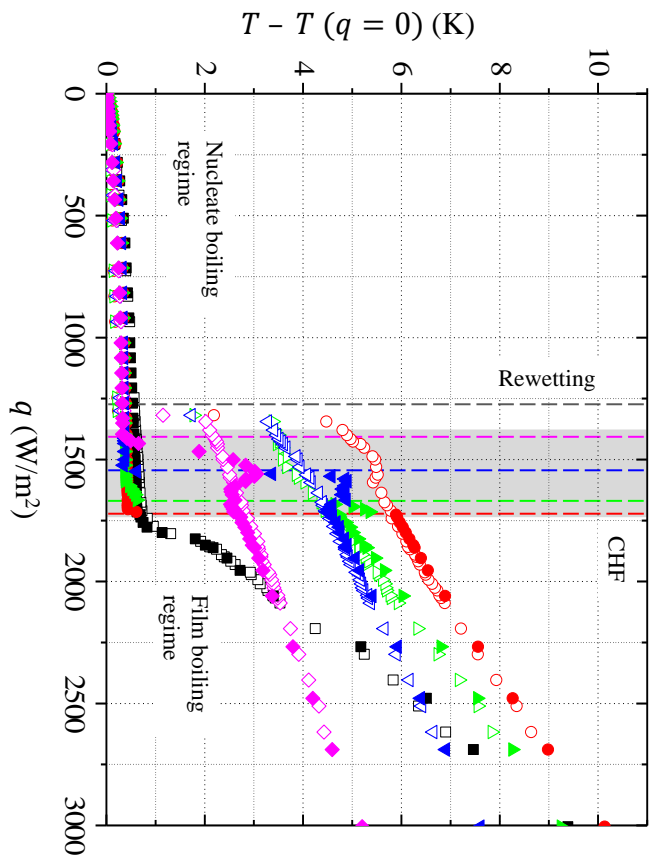 T – T (q = 0) (K)
0 2 4 6 8 10
0
500
1000
1500
2000
2500
3000
q (W/m²)
Nucleate boiling
regime
Rewetting
CHF
Film boiling
regime